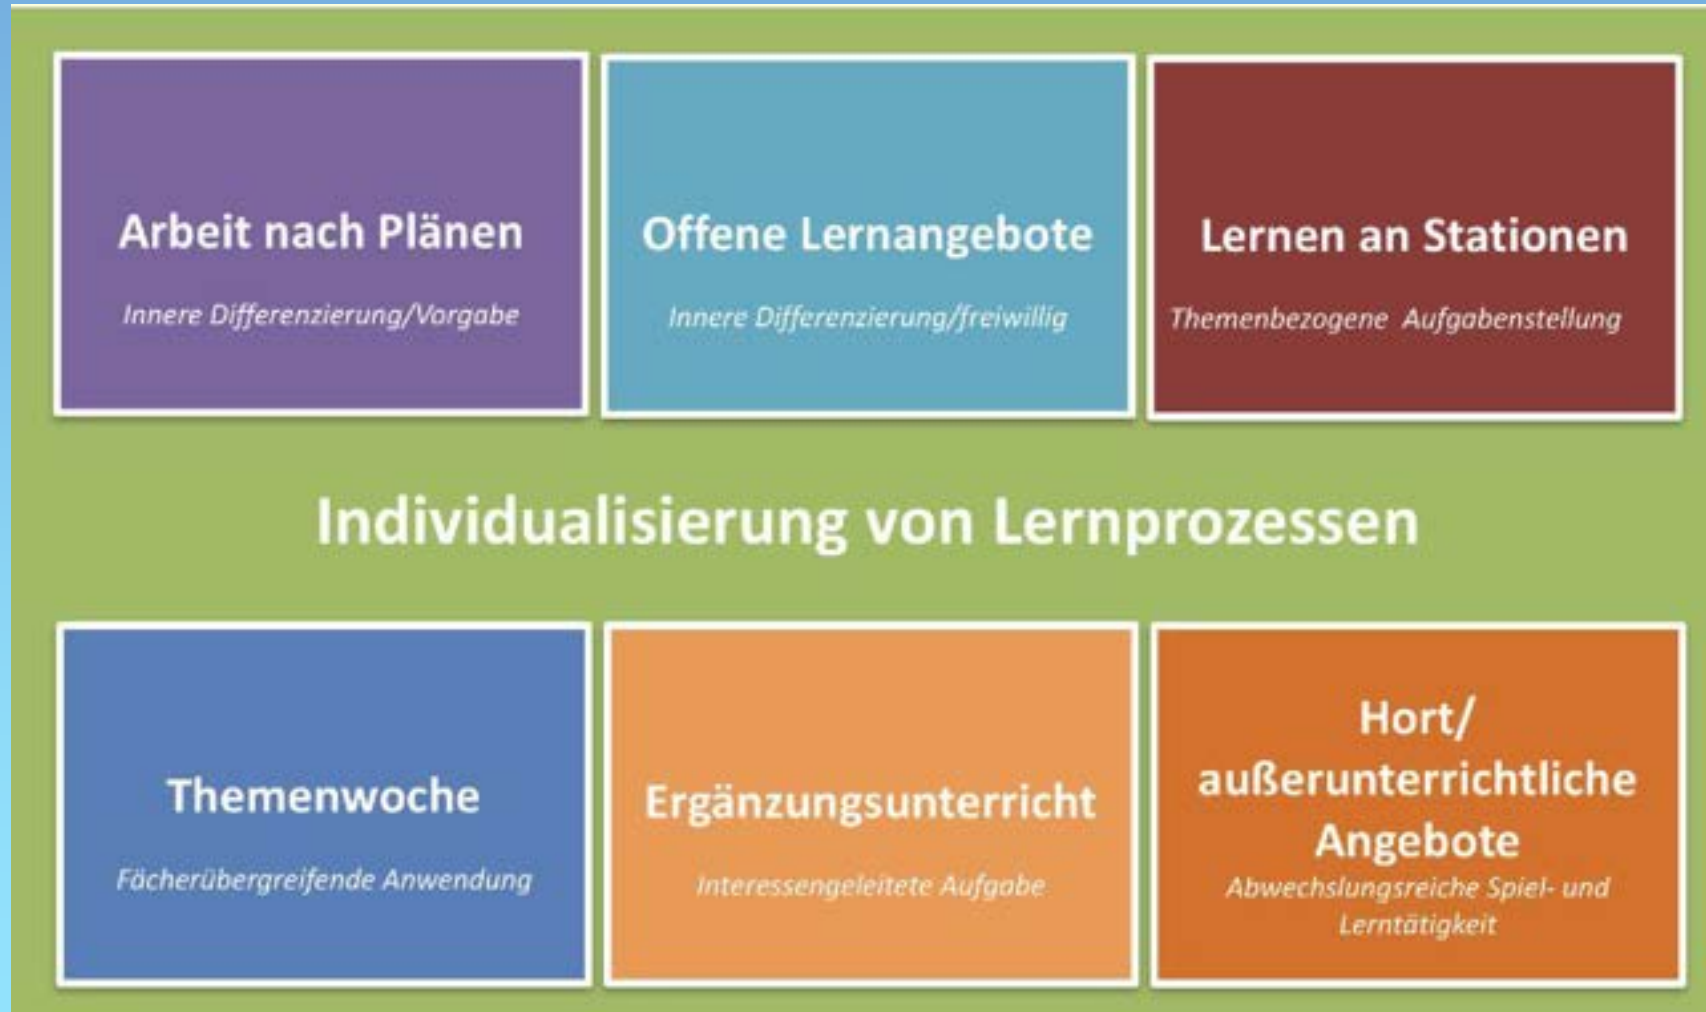 Arbeit nach Plänen
Innere Differenzierung/Vorgabe
Offene Lernangebote
Innere Differenzierung/freiwillig
Lernen an Stationen
Themenbezogene Aufgabenstellung
Individualisierung von Lernprozessen
Themenwoche
Fächerübergreifende Anwendung
Ergänzungsunterricht
Interessengeleitete Aufgabe
Hort/
außerunterrichtliche
Angebote
Abwechslungsreiche Spiel- und
Lerntätigkeit